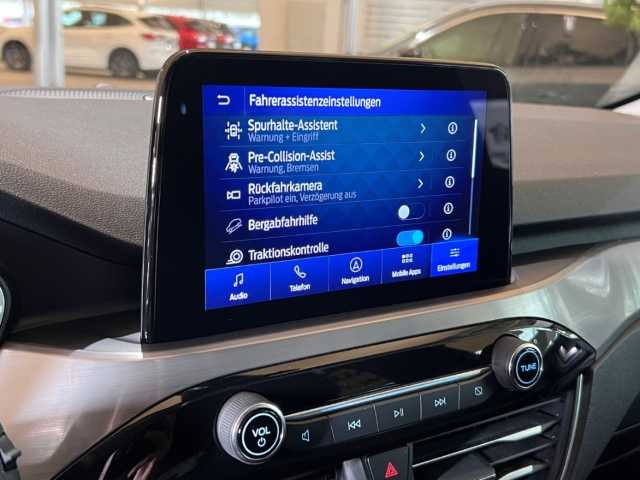 Fahrerassistenzeinstellungen
Spurhalte-Assistent
Warnung + Eingriff
Pre-Collision-Assist
Warnung, Bremsen
Rückfahrkamera
Parkpilot ein, Verzögerung aus
Bergabfahrhilfe
Traktionskontrolle
Audio
Telefon
Navigation
Mobile Apps
Einstellungen
VOL
TUNE